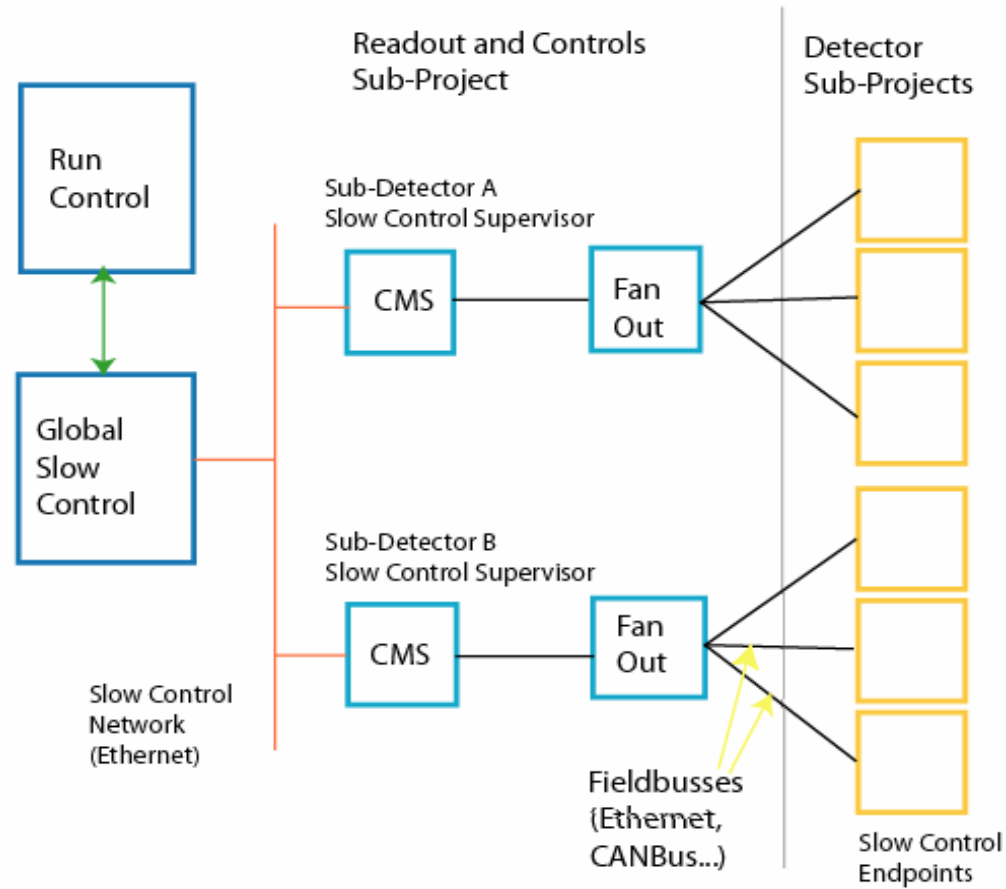 Readout and Controls
Sub-Project
Detector
Sub-Projects
Run
Control
Sub-Detector A
Slow Control Supervisor
CMS
Fan
Out
Global
Slow
Control
Sub-Detector B
Slow Control Supervisor
CMS
Fan
Out
Slow Control
Network
(Ethernet)
Fieldbusses
(Ethernet,
CANBus...)
Slow Control
Endpoints